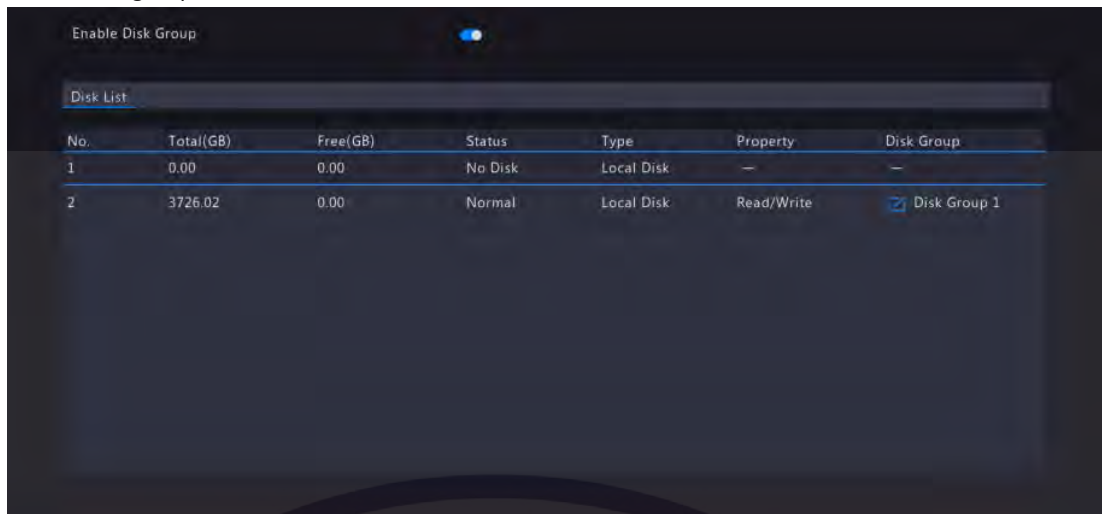 Enable Disk Group
Disk List
No. Total(GB) Free(GB) Status Type Property Disk Group
1 0.00 0.00 No Disk Local Disk — —
2 3726.02 0.00 Normal Local Disk Read/Write Disk Group 1